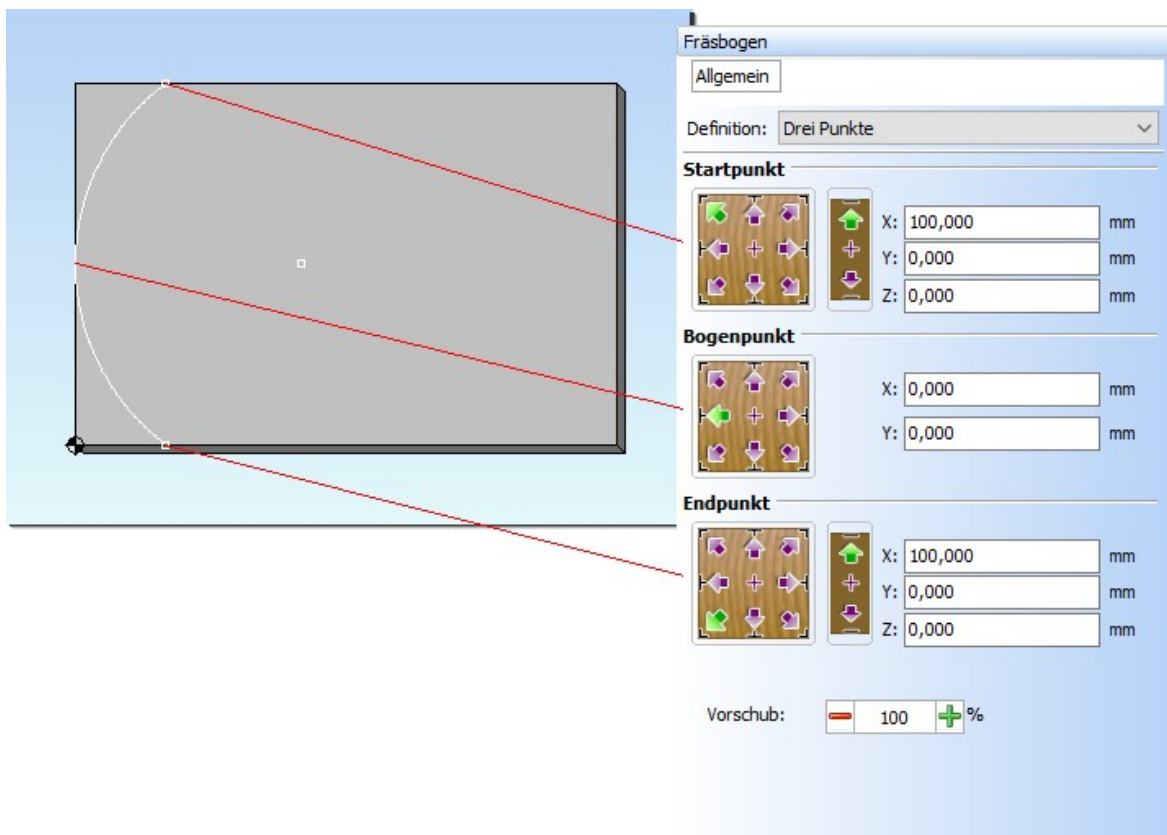 Fräsbogen
Allgemein
Definition: Drei Punkte
Startpunkt
X: 100,000 mm
Y: 0,000 mm
Z: 0,000 mm
Bogenpunkt
X: 0,000 mm
Y: 0,000 mm
Endpunkt
X: 100,000 mm
Y: 0,000 mm
Z: 0,000 mm
Vorschub: 100 %